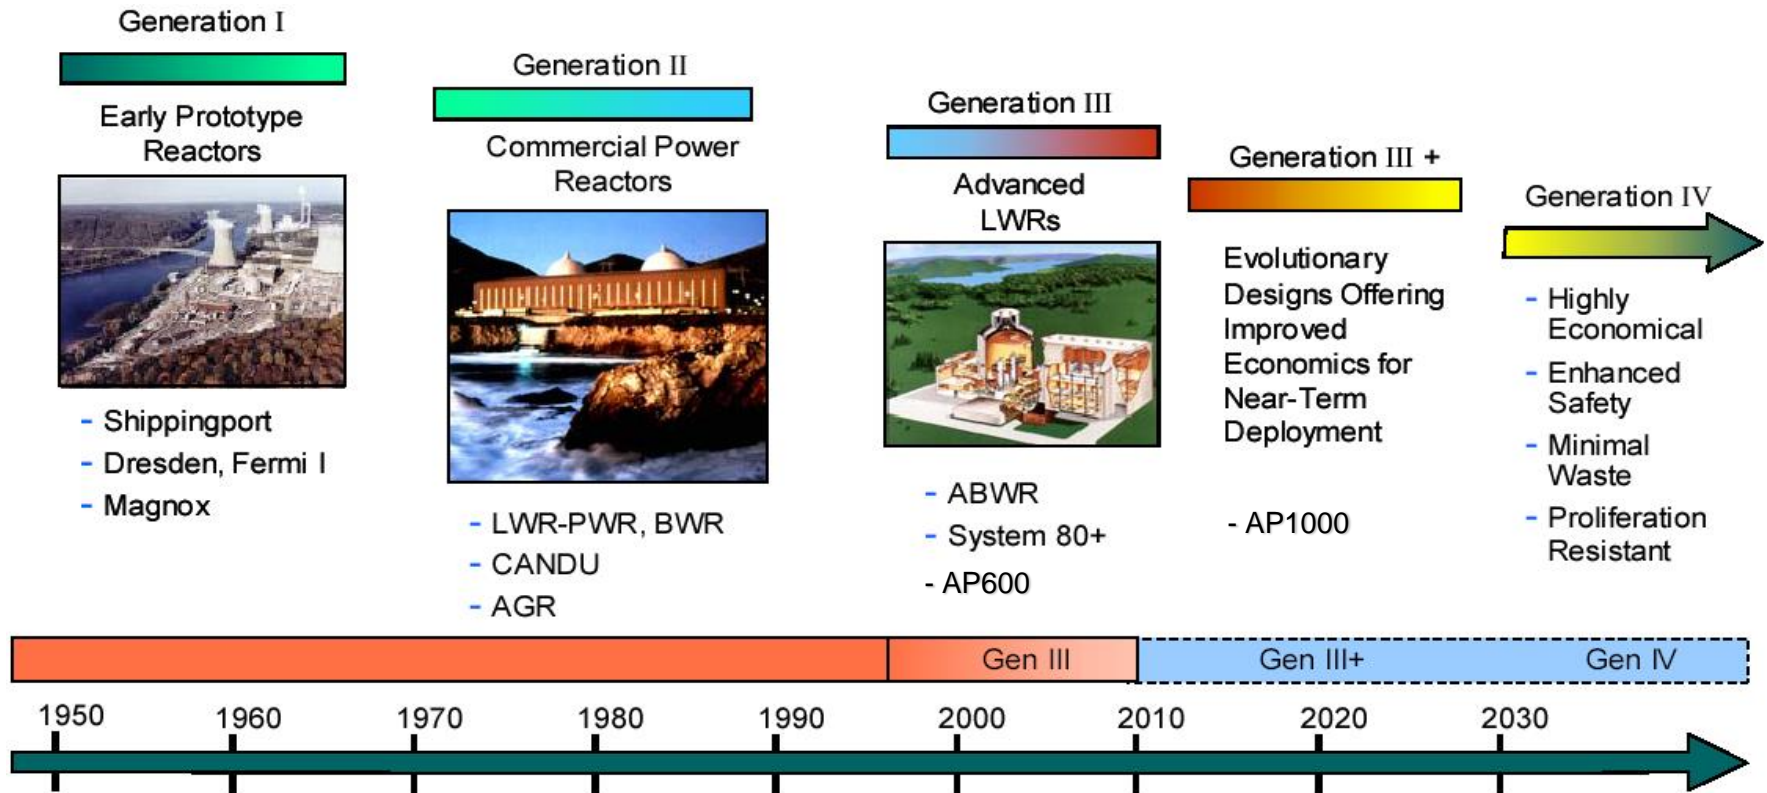 Generation I
Early Prototype
Reactors
- Shippingport
- Dresden, Fermi I
- Magnox
Generation II
Commercial Power
Reactors
- LWR-PWR, BWR
- CANDU
- AGR
Generation III
Advanced
LWRs
- ABWR
- System 80+
- AP600
Generation III +
Evolutionary
Designs Offering
Improved
Economics for
Near-Term
Deployment
- AP1000
Generation IV
- Highly
Economical
- Enhanced
Safety
- Minimal
Waste
- Proliferation
Resistant
Gen III
Gen III+
Gen IV
1950
1960
1970
1980
1990
2000
2010
2020
2030